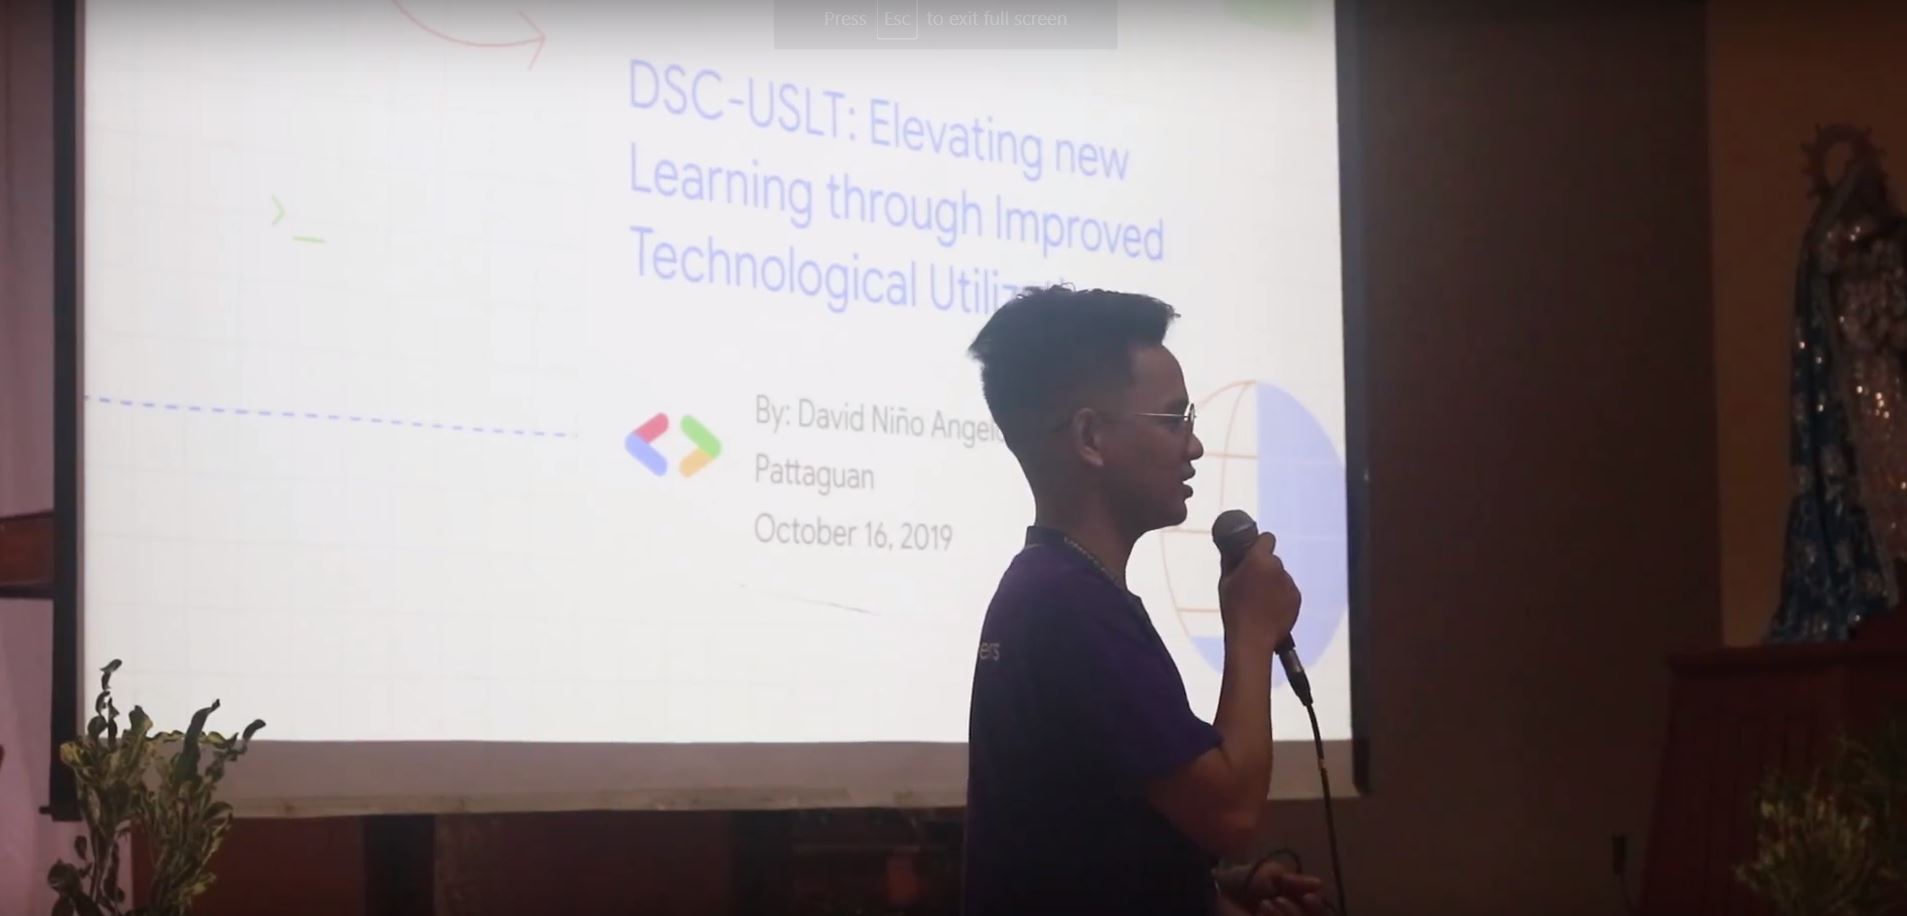 Press Esc to exit full screen
DSC-USLT: Elevating new
Learning through Improved
Technological
By: David Niño
Pattaguan
October 16, 2019